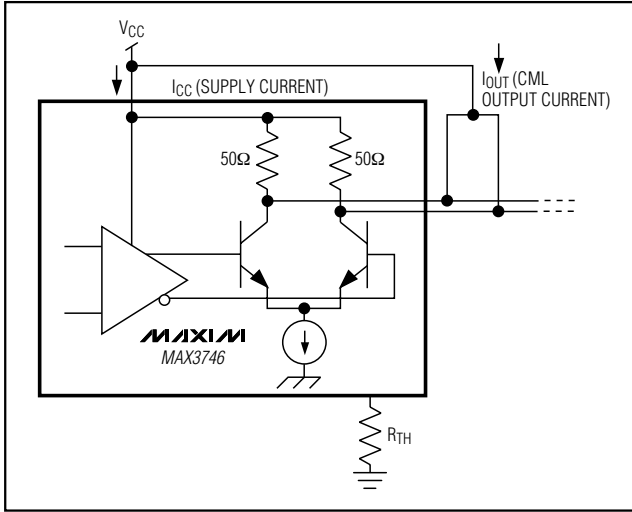 VCC
ICC (SUPPLY CURRENT)
IOUT (CML
OUTPUT CURRENT)
50Ω
50Ω
MAXIM
MAX3746
RTH